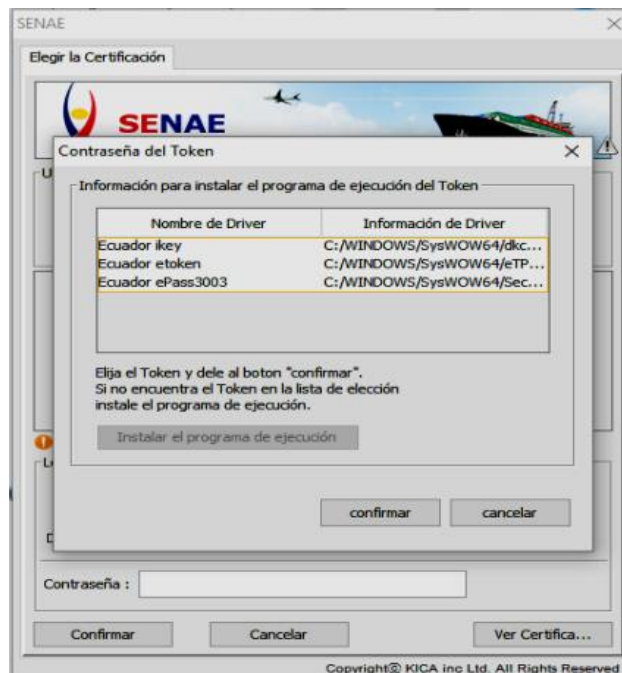 SENAE
Elegir la Certificación
SENAE
Contraseña del Token
U
Información para instalar el programa de ejecución del Token
Nombre de Driver Información de Driver
Ecuador ikey C:/WINDOWS/SysWOW64/dkc...
Ecuador etoken C:/WINDOWS/SysWOW64/eTP...
Ecuador ePass3003 C:/WINDOWS/SysWOW64/Sec...
Elija el Token y dele al boton "confirmar".
Si no encuentra el Token en la lista de elección
instale el programa de ejecución.
Instalar el programa de ejecución
L
confirmar cancelar
Contraseña :
Confirmar Cancelar Ver Certifica...
Copyright© KICA inc Ltd. All Rights Reserved